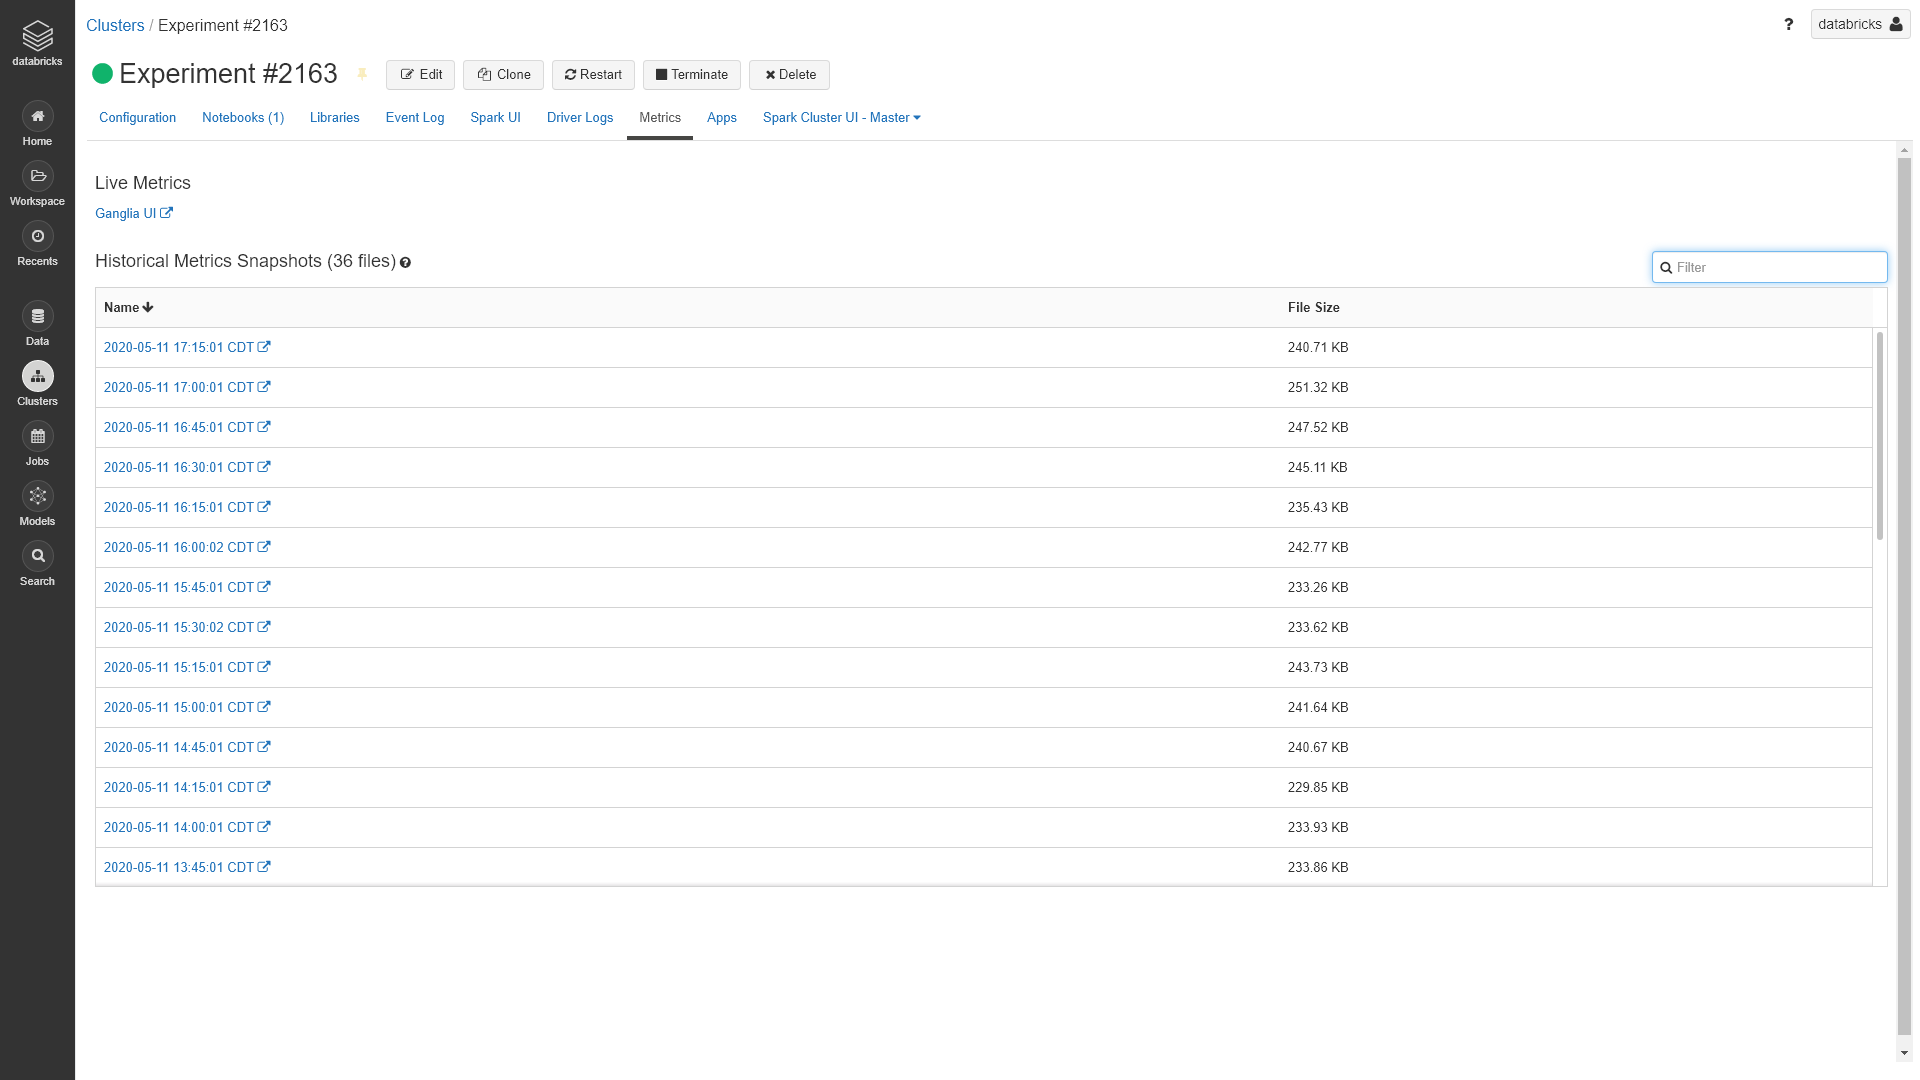 databricks
Home
Workspace
Recents
Data
Clusters
Jobs
Models
Search
Clusters / Experiment #2163
? databricks
Experiment #2163 Edit Clone Restart Terminate Delete
Configuration Notebooks (1) Libraries Event Log Spark UI Driver Logs Metrics Apps Spark Cluster UI - Master
Live Metrics
Ganglia UI
Historical Metrics Snapshots (36 files) ?
Filter
Name File Size
2020-05-11 17:15:01 CDT 240.71 KB
2020-05-11 17:00:01 CDT 251.32 KB
2020-05-11 16:45:01 CDT 247.52 KB
2020-05-11 16:30:01 CDT 245.11 KB
2020-05-11 16:15:01 CDT 235.43 KB
2020-05-11 16:00:02 CDT 242.77 KB
2020-05-11 15:45:01 CDT 233.26 KB
2020-05-11 15:30:02 CDT 233.62 KB
2020-05-11 15:15:01 CDT 243.73 KB
2020-05-11 15:00:01 CDT 241.64 KB
2020-05-11 14:45:01 CDT 240.67 KB
2020-05-11 14:15:01 CDT 229.85 KB
2020-05-11 14:00:01 CDT 233.93 KB
2020-05-11 13:45:01 CDT 233.86 KB